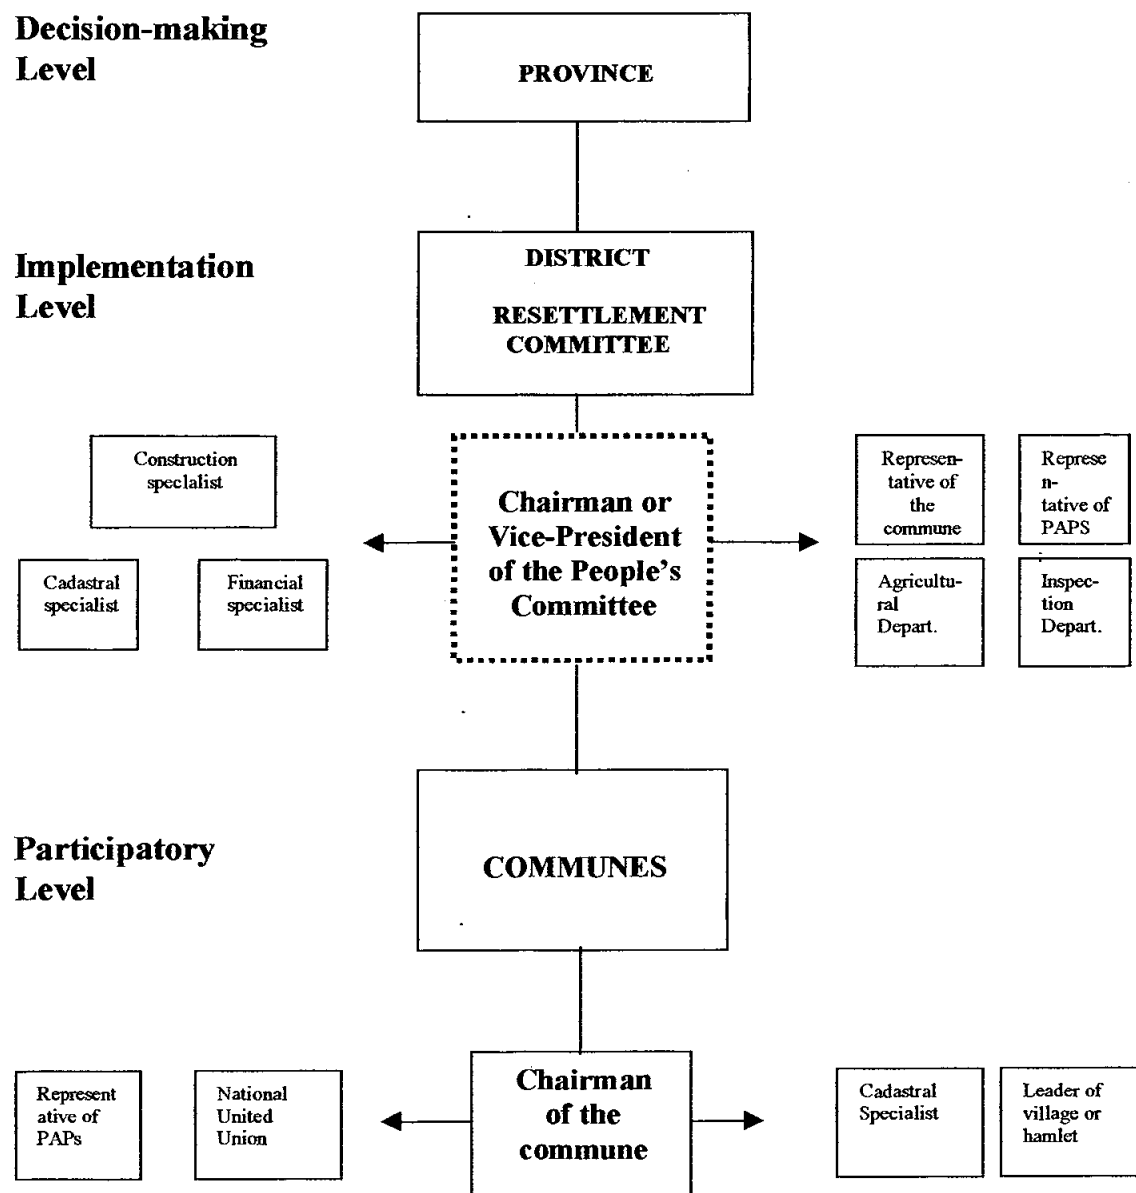 Decision-making
Level
PROVINCE
Implementation
Level
DISTRICT
RESETTLEMENT
COMMITTEE
Construction
speclalist
Cadastral
specialist
Financial
specialist
Chairman or
Vice-President
of the People's
Committee
Represen-
tative of
the
commune
Represe
n-
tative of
PAPS
Agricultu-
ral
Depart.
Inspec-
tion
Depart.
Participatory
Level
COMMUNES
Represent
ative of
PAPs
National
United
Union
Chairman
of the
commune
Cadastral
Specialist
Leader of
village or
hamlet